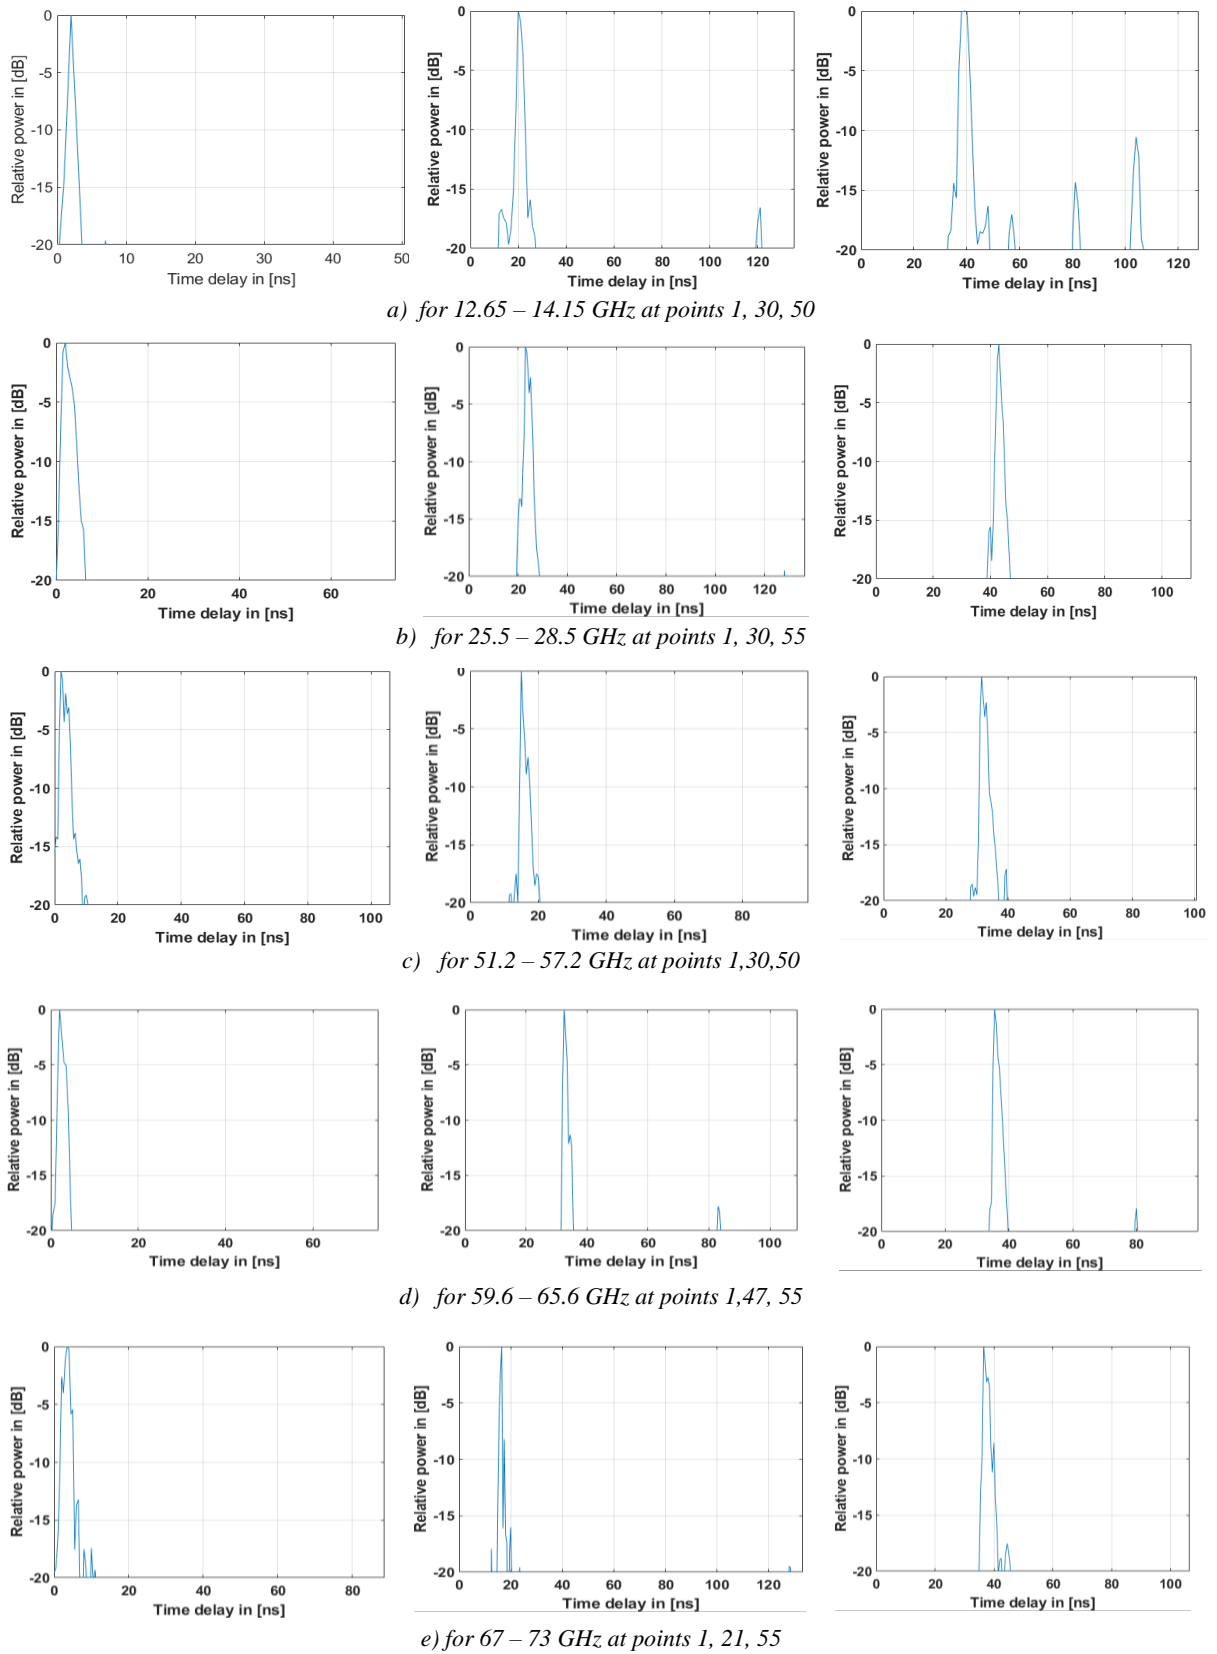 Relative power in [dB]
0
-5
-10
-15
-20
0 10 20 30 40 50
Time delay in [ns]
Relative power in [dB]
0
-5
-10
-15
-20
0 20 40 60 80 100 120
Time delay in [ns]
Relative power in [dB]
0
-5
-10
-15
-20
0 20 40 60 80 100 120
Time delay in [ns]
a) for 12.65 – 14.15 GHz at points 1, 30, 50
Relative power in [dB]
0
-5
-10
-15
-20
0 20 40 60
Time delay in [ns]
Relative power in [dB]
0
-5
-10
-15
-20
0 20 40 60 80 100 120
Time delay in [ns]
Relative power in [dB]
0
-5
-10
-15
-20
0 20 40 60 80 100
Time delay in [ns]
b) for 25.5 – 28.5 GHz at points 1, 30, 55
Relative power in [dB]
0
-5
-10
-15
-20
0 20 40 60 80 100
Time delay in [ns]
Relative power in [dB]
0
-5
-10
-15
-20
0 20 40 60 80
Time delay in [ns]
Relative power in [dB]
0
-5
-10
-15
-20
0 20 40 60 80 100
Time delay in [ns]
c) for 51.2 – 57.2 GHz at points 1,30,50
Relative power in [dB]
0
-5
-10
-15
-20
0 20 40 60
Time delay in [ns]
Relative power in [dB]
0
-5
-10
-15
-20
0 20 40 60 80 100
Time delay in [ns]
Relative power in [dB]
0
-5
-10
-15
-20
0 20 40 60 80
Time delay in [ns]
d) for 59.6 – 65.6 GHz at points 1,47, 55
Relative power in [dB]
0
-5
-10
-15
-20
0 20 40 60 80
Time delay in [ns]
Relative power in [dB]
0
-5
-10
-15
-20
0 20 40 60 80 100 120
Time delay in [ns]
Relative power in [dB]
0
-5
-10
-15
-20
0 20 40 60 80 100
Time delay in [ns]
e) for 67 – 73 GHz at points 1, 21, 55